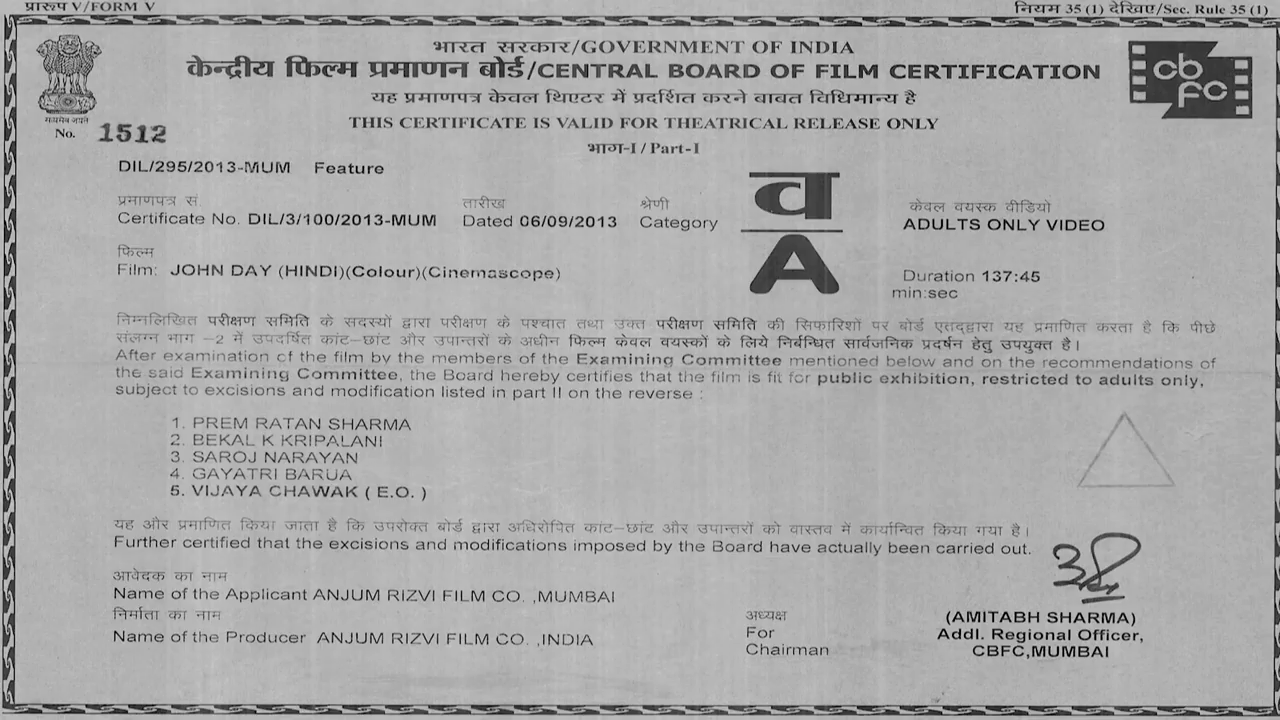 प्रारूप V/FORM V
नियम 35 (1) देखिए/Sec. Rule 35 (1)
भारत सरकार/GOVERNMENT OF INDIA
केन्द्रीय फिल्म प्रमाणन बोर्ड/CENTRAL BOARD OF FILM CERTIFICATION
cb
fc
यह प्रमाणपत्र केवल थिएटर में प्रदर्शित करने बाबत विधिमान्य है
सत्यमेव जयते
No. 1512
THIS CERTIFICATE IS VALID FOR THEATRICAL RELEASE ONLY
भाग-I / Part-I
DIL/295/2013-MUM Feature
प्रमाणपत्र सं. तारीख श्रेणी व केवल वयस्क वीडियो
Certificate No. DIL/3/100/2013-MUM Dated 06/09/2013 Category A ADULTS ONLY VIDEO
फिल्म
Film: JOHN DAY (HINDI)(Colour)(Cinemascope)
Duration 137:45
min:sec
निम्नलिखित परीक्षण समिति के सदस्यों द्वारा परीक्षण के पश्चात तथा उक्त परीक्षण समिति की सिफारिशों पर बोर्ड एतद्द्वारा यह प्रमाणित करता है कि पीछे
संलग्न भाग -2 में उपदर्षित कांट-छांट और उपान्तरों के अधीन फिल्म केवल वयस्कों के लिये निर्बन्धित सार्वजनिक प्रदर्षन हेतु उपयुक्त है।
After examination of the film by the members of the Examining Committee mentioned below and on the recommendations of
the said Examining Committee, the Board hereby certifies that the film is fit for public exhibition, restricted to adults only,
subject to excisions and modification listed in part II on the reverse :
1. PREM RATAN SHARMA
2. BEKAL K KRIPALANI
3. SAROJ NARAYAN
4. GAYATRI BARUA
5. VIJAYA CHAWAK ( E.O. )
यह और प्रमाणित किया जाता है कि उपरोक्त बोर्ड द्वारा अधिरोपित कांट-छांट और उपान्तरों को वास्तव में कार्यान्वित किया गया है।
Further certified that the excisions and modifications imposed by the Board have actually been carried out.
आवेदक का नाम
Name of the Applicant ANJUM RIZVI FILM CO. ,MUMBAI
निर्माता का नाम
Name of the Producer ANJUM RIZVI FILM CO. ,INDIA
अध्यक्ष
For
Chairman
(AMITABH SHARMA)
Addl. Regional Officer,
CBFC,MUMBAI